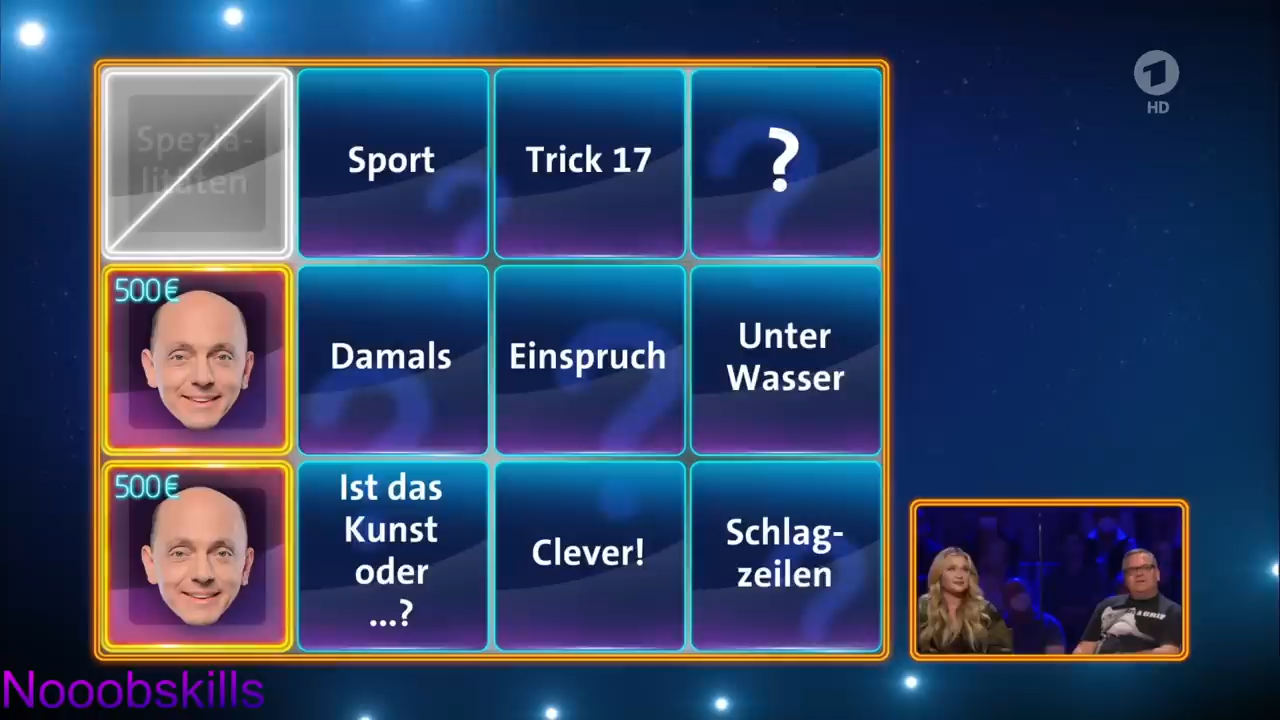 Spezia-
litäten
Sport
Trick 17
?
500€
Damals
Einspruch
Unter
Wasser
500€
Ist das
Kunst
oder
...?
Clever!
Schlag-
zeilen
1
HD
Nooobskills